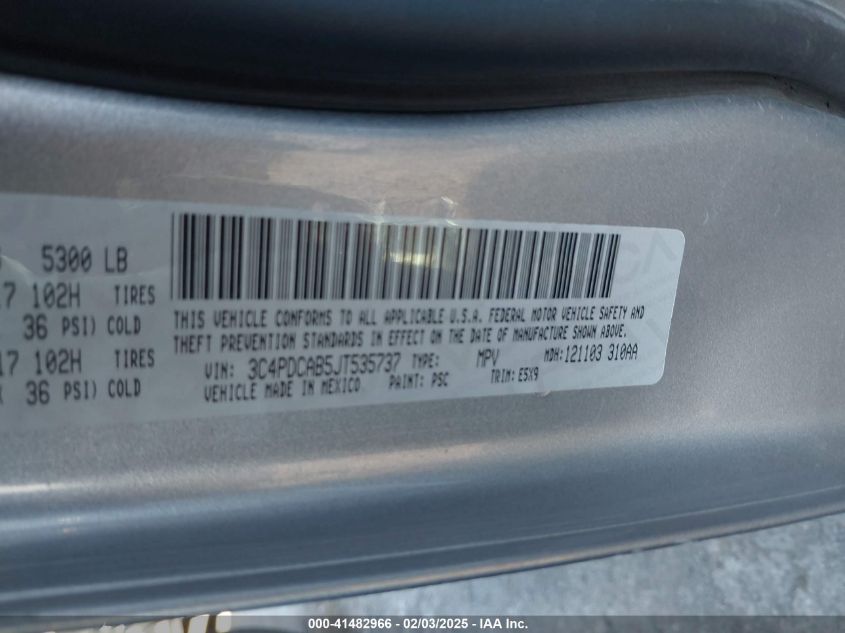 5300 LB
17 102H TIRES
36 PSI) COLD
17 102H TIRES
36 PSI) COLD
THIS VEHICLE CONFORMS TO ALL APPLICABLE U.S.A. FEDERAL MOTOR VEHICLE SAFETY AND
THEFT PREVENTION STANDARDS IN EFFECT ON THE DATE OF MANUFACTURE SHOWN ABOVE.
VIN: 3C4PDCAB5JT535737 TYPE: MPV MDH: 121103 310AA
VEHICLE MADE IN MEXICO PAINT: PSC TRIM: E5X9
000-41482966 - 02/03/2025 - IAA Inc.